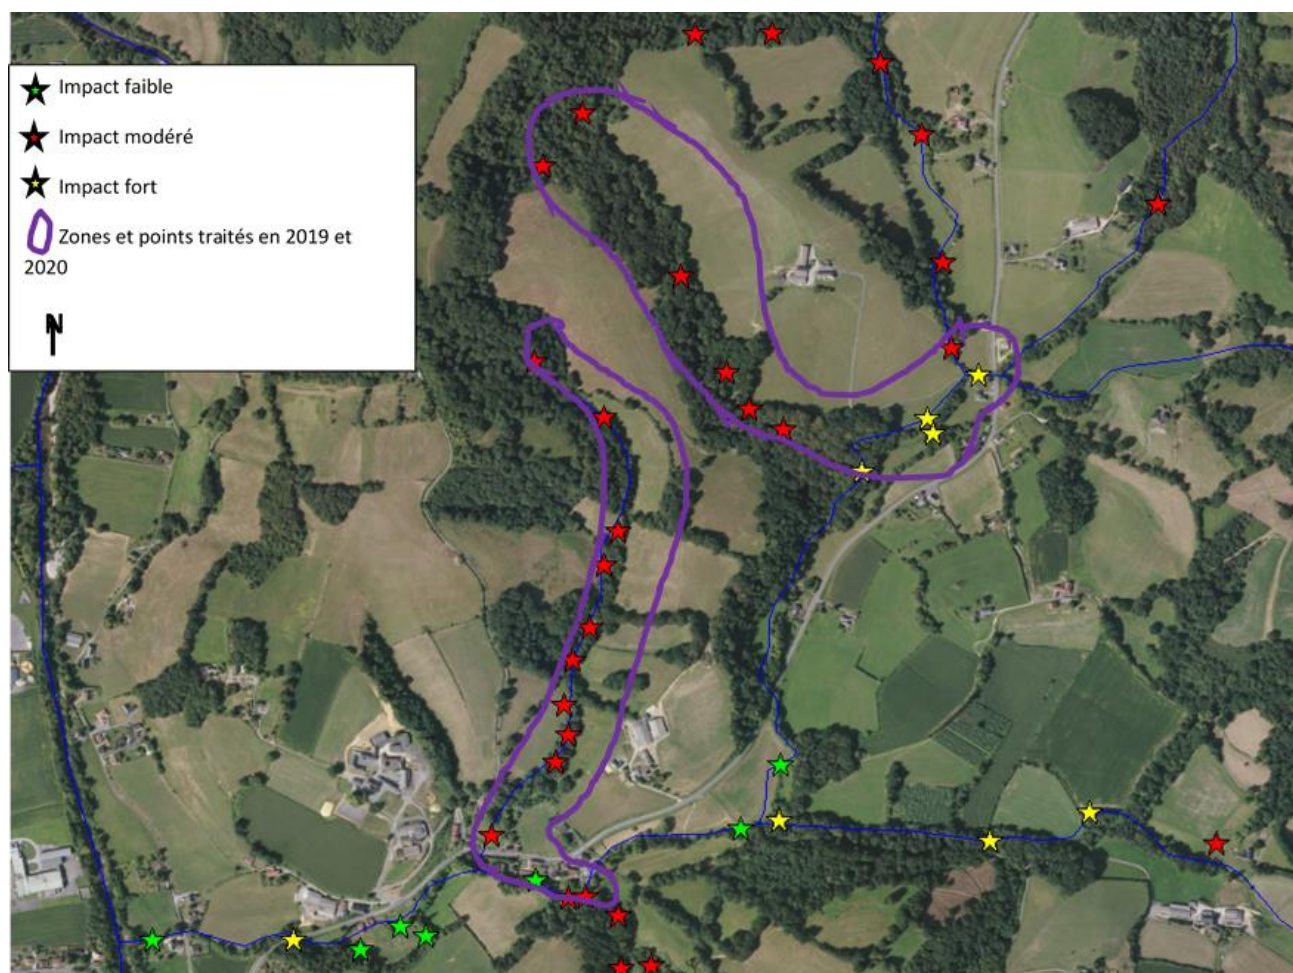 Impact faible
Impact modéré
Impact fort
Zones et points traités en 2019 et
2020
N